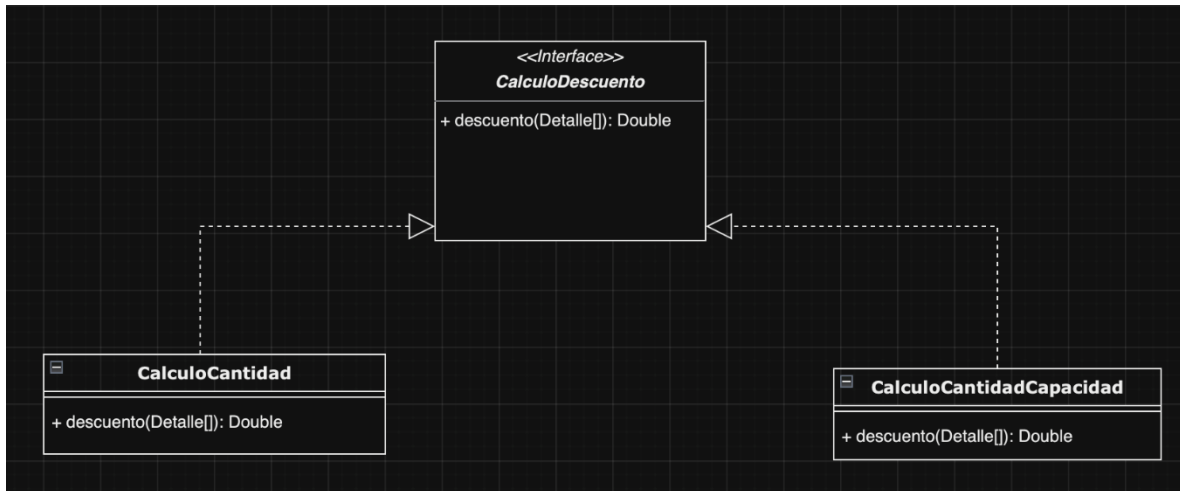 <<Interface>>
CalculoDescuento
+ descuento(Detalle[]): Double
CalculoCantidad
+ descuento(Detalle[]): Double
CalculoCantidadCapacidad
+ descuento(Detalle[]): Double